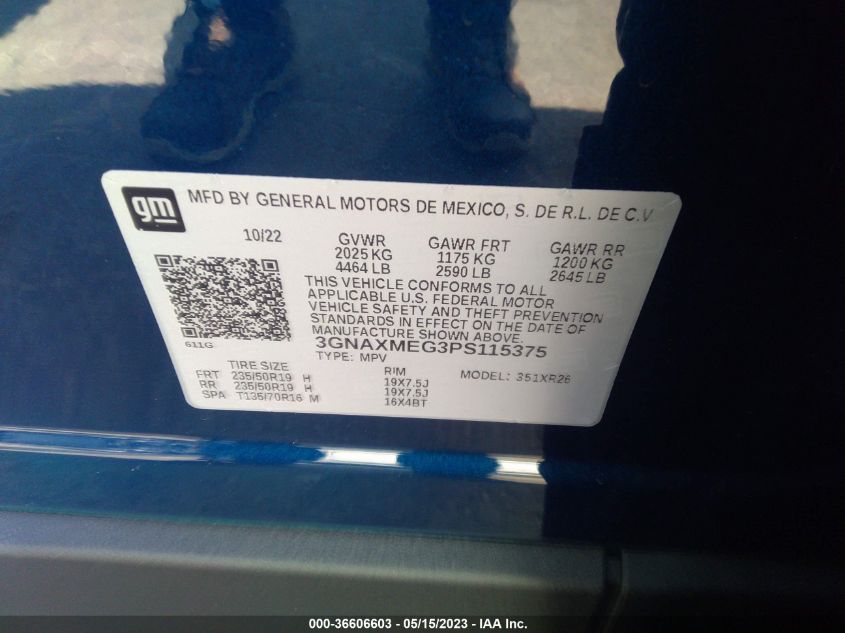 gm
MFD BY GENERAL MOTORS DE MEXICO, S. DE R.L. DE C.V.
10/22
GVWR GAWR FRT GAWR RR
2025 KG 1175 KG 1200 KG
4464 LB 2590 LB 2645 LB
THIS VEHICLE CONFORMS TO ALL
APPLICABLE U.S. FEDERAL MOTOR
VEHICLE SAFETY AND THEFT PREVENTION
STANDARDS IN EFFECT ON THE DATE OF
MANUFACTURE SHOWN ABOVE.
611G
3GNAXMEG3PS115375
TYPE: MPV
TIRE SIZE RIM MODEL: 351XR26
FRT 235/50R19 H 19X7.5J
RR 235/50R19 H 19X7.5J
SPA T135/70R16 M 16X4BT
000-36606603 - 05/15/2023 - IAA Inc.